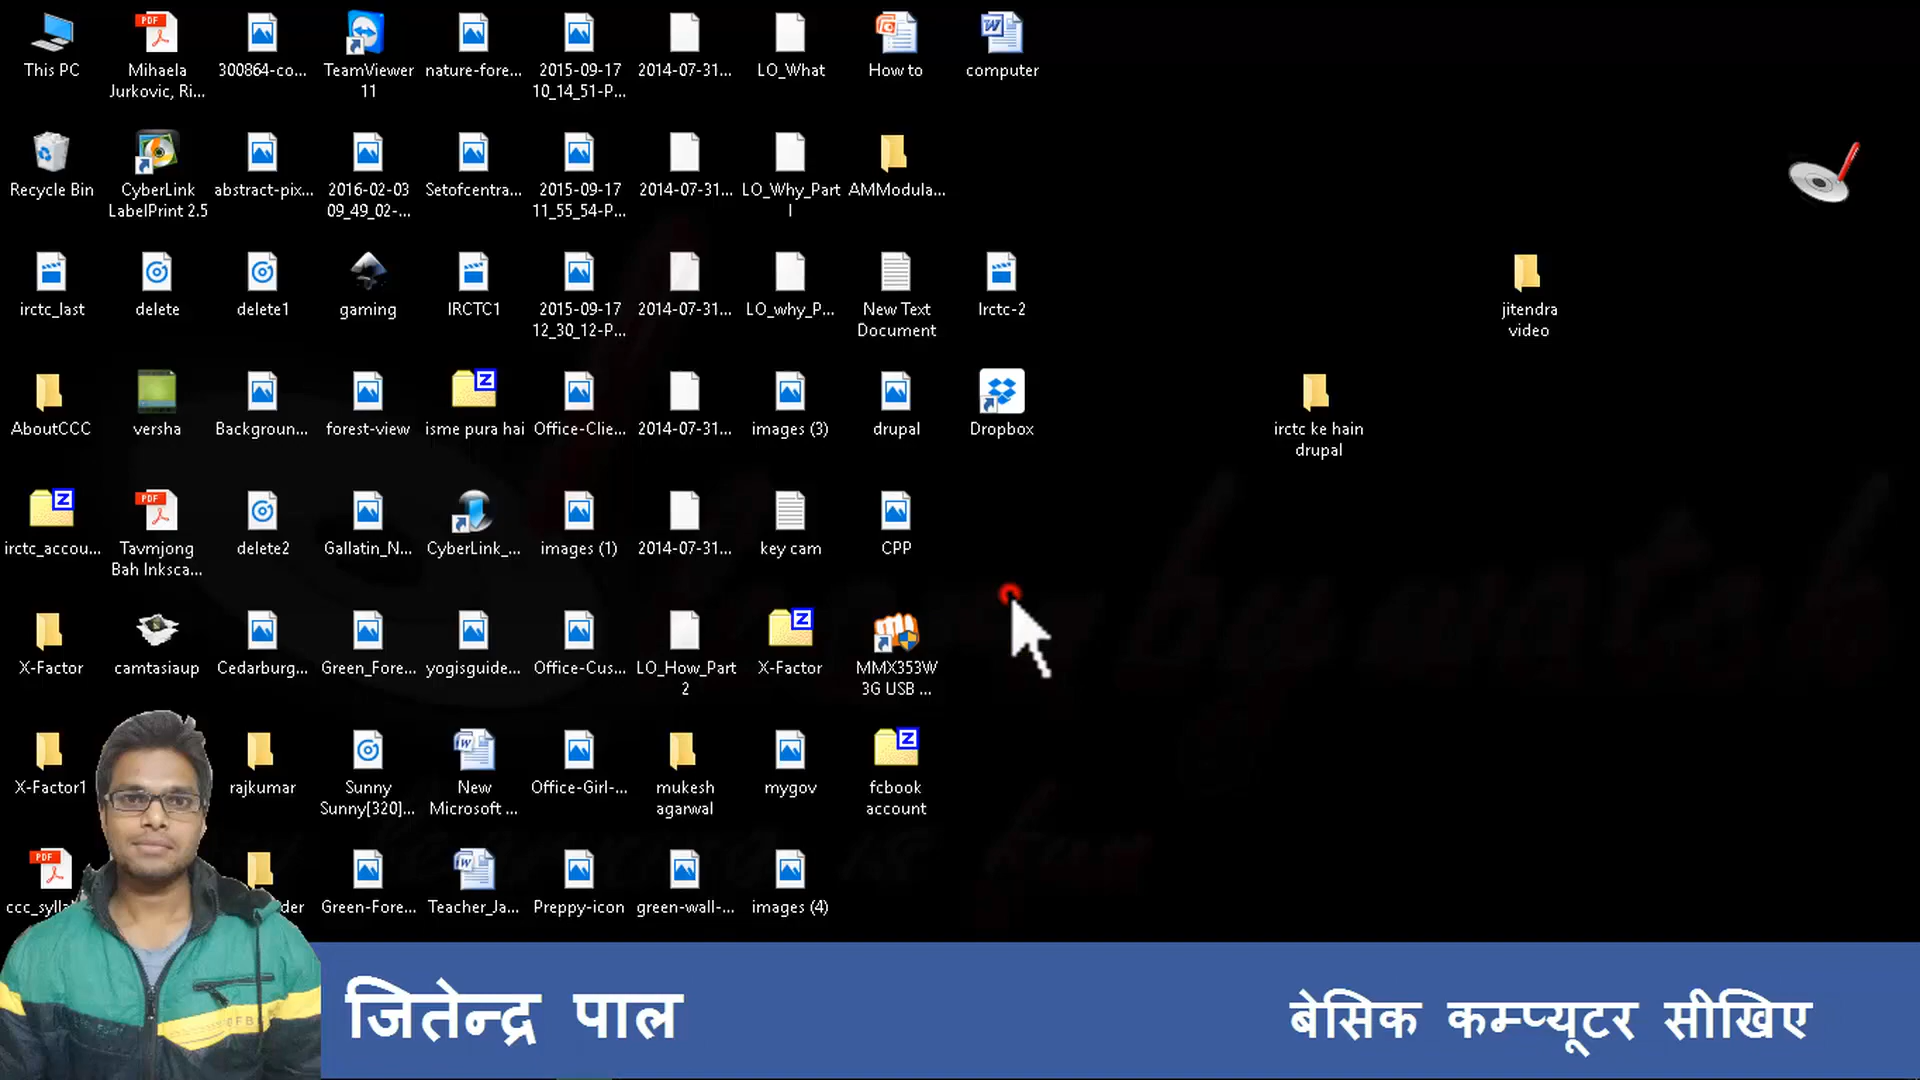 This PC
Mihaela
Jurkovic, Ri...
300864-co...
TeamViewer
11
nature-fore...
2015-09-17
10_14_51-P...
2014-07-31...
LO_What
How to
computer
Recycle Bin
CyberLink
LabelPrint 2.5
abstract-pix...
2016-02-03
09_49_02-...
Setofcentra...
2015-09-17
11_55_54-P...
2014-07-31...
LO_Why_Part
I
AMModula...
irctc_last
delete
delete1
gaming
IRCTC1
2015-09-17
12_30_12-P...
2014-07-31...
LO_why_P...
New Text
Document
Irctc-2
jitendra
video
AboutCCC
versha
Backgroun...
forest-view
isme pura hai
Office-Clie...
2014-07-31...
images (3)
drupal
Dropbox
irctc ke hain
drupal
irctc_accou...
Tavmjong
Bah Inksca...
delete2
Gallatin_N...
CyberLink_...
images (1)
2014-07-31...
key cam
CPP
X-Factor
camtasiaup
Cedarburg...
Green_Fore...
yogisguide...
Office-Cus...
LO_How_Part
2
X-Factor
MMX353W
3G USB ...
X-Factor1
rajkumar
Sunny
Sunny[320]...
New
Microsoft ...
Office-Girl-...
mukesh
agarwal
mygov
fcbook
account
ccc_sylla
der
Green-Fore...
Teacher_Ja...
Preppy-icon
green-wall-...
images (4)
जितेन्द्र पाल
बेसिक कम्प्यूटर सीखिए